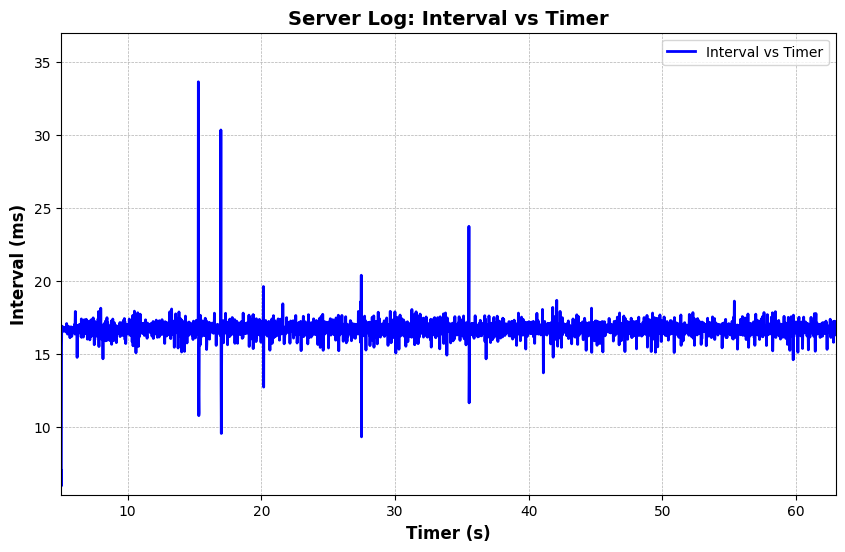 Server Log: Interval vs Timer
Interval vs Timer
35
30
25
20
15
10
Interval (ms)
10 20 30 40 50 60
Timer (s)